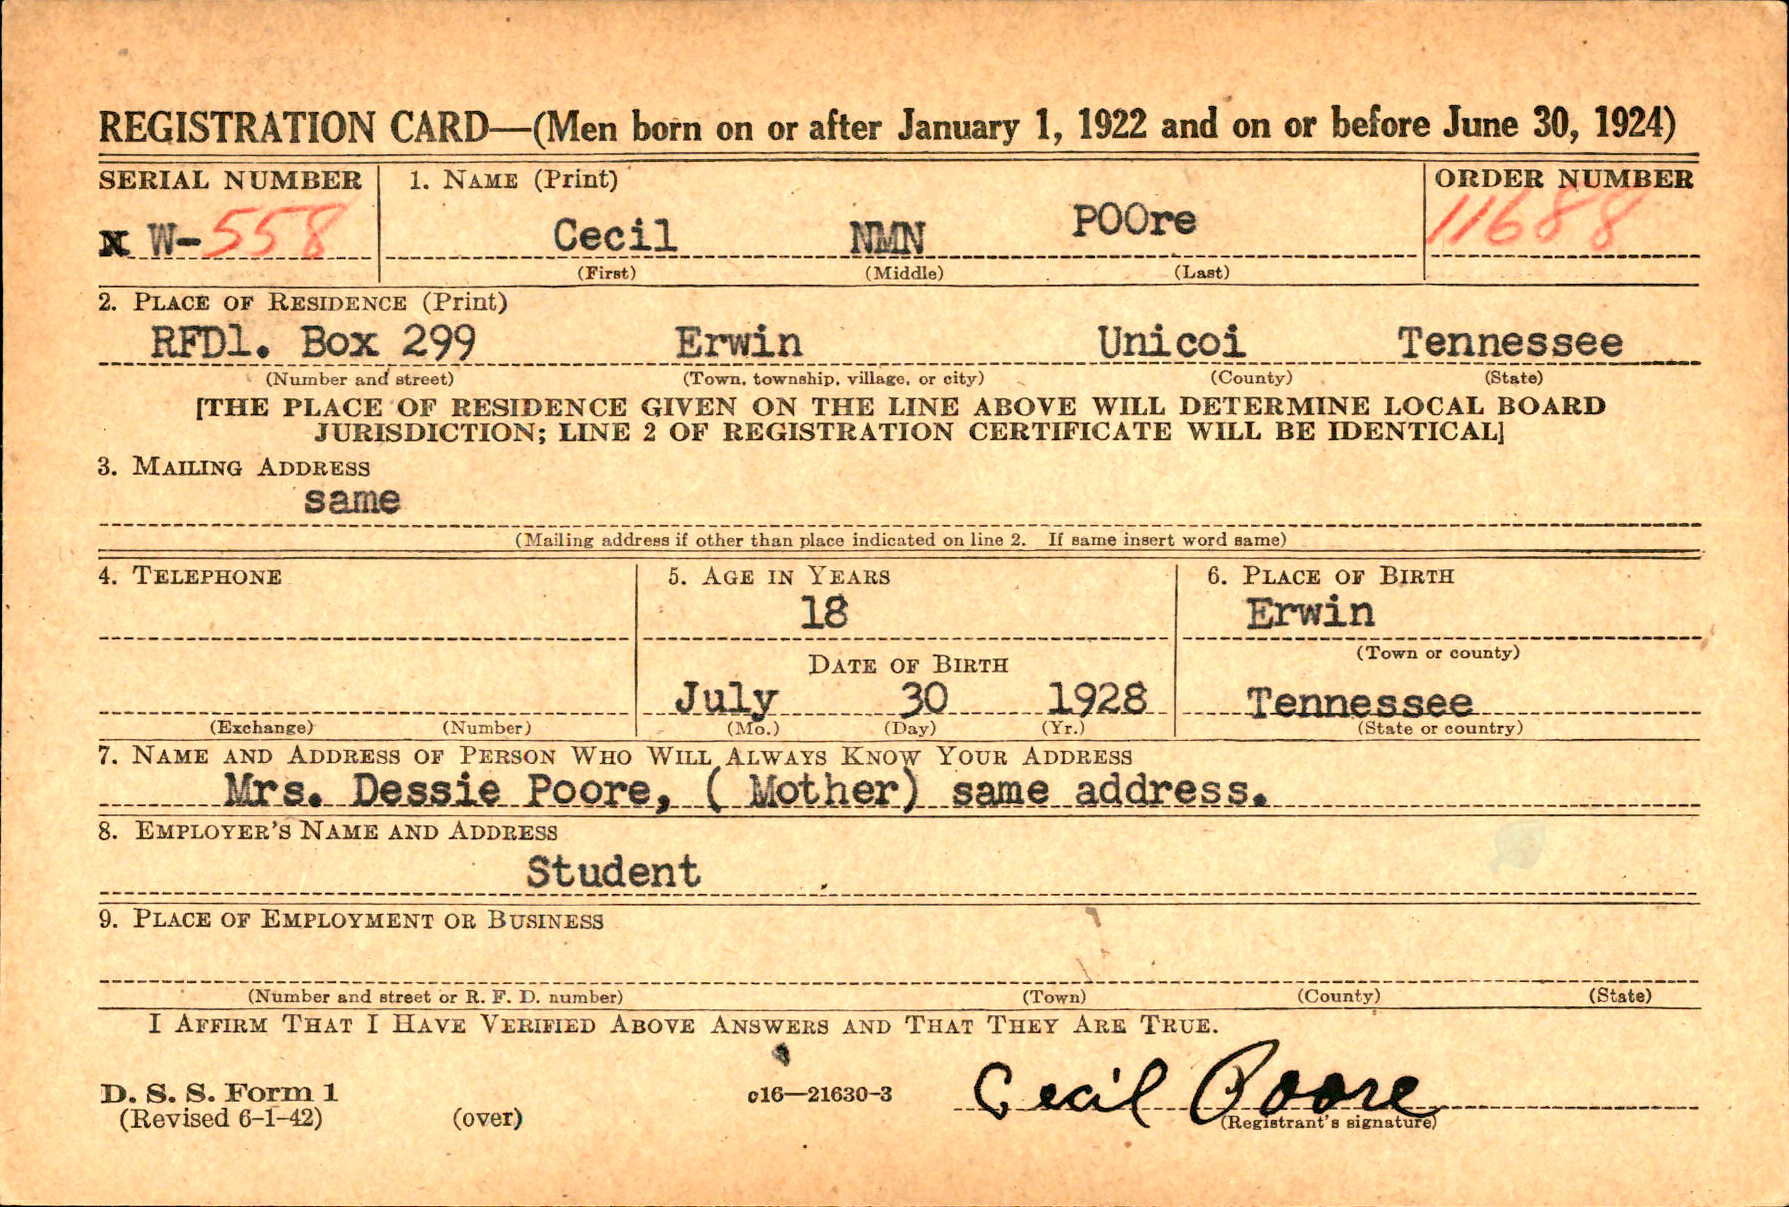 REGISTRATION CARD—(Men born on or after January 1, 1922 and on or before June 30, 1924)
SERIAL NUMBER 1. NAME (Print) ORDER NUMBER
x W-558 Cecil NMN POOre 11688
(First) (Middle) (Last)
2. PLACE OF RESIDENCE (Print)
RFD1. Box 299 Erwin Unicoi Tennessee
(Number and street) (Town, township, village, or city) (County) (State)
[THE PLACE OF RESIDENCE GIVEN ON THE LINE ABOVE WILL DETERMINE LOCAL BOARD
JURISDICTION; LINE 2 OF REGISTRATION CERTIFICATE WILL BE IDENTICAL]
3. MAILING ADDRESS
same
(Mailing address if other than place indicated on line 2. If same insert word same)
4. TELEPHONE 5. AGE IN YEARS 6. PLACE OF BIRTH
18 Erwin
(Town or county)
DATE OF BIRTH
July 30 1928 Tennessee
(Exchange) (Number) (Mo.) (Day) (Yr.) (State or country)
7. NAME AND ADDRESS OF PERSON WHO WILL ALWAYS KNOW YOUR ADDRESS
Mrs. Dessie Poore, ( Mother) same address.
8. EMPLOYER'S NAME AND ADDRESS
Student
9. PLACE OF EMPLOYMENT OR BUSINESS
(Number and street or R. F. D. number) (Town) (County) (State)
I AFFIRM THAT I HAVE VERIFIED ABOVE ANSWERS AND THAT THEY ARE TRUE.
D. S. S. Form 1 c16—21630-3 Cecil Poore
(Revised 6-1-42) (over) (Registrant's signature)